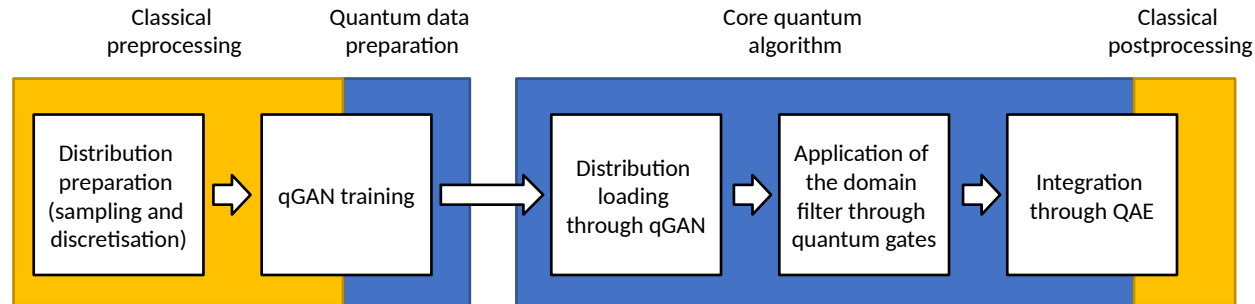 Classical
preprocessing
Quantum data
preparation
Core quantum
algorithm
Classical
postprocessing
Distribution
preparation
(sampling and
discretisation)
qGAN training
Distribution
loading
through qGAN
Application of
the domain
filter through
quantum gates
Integration
through QAE